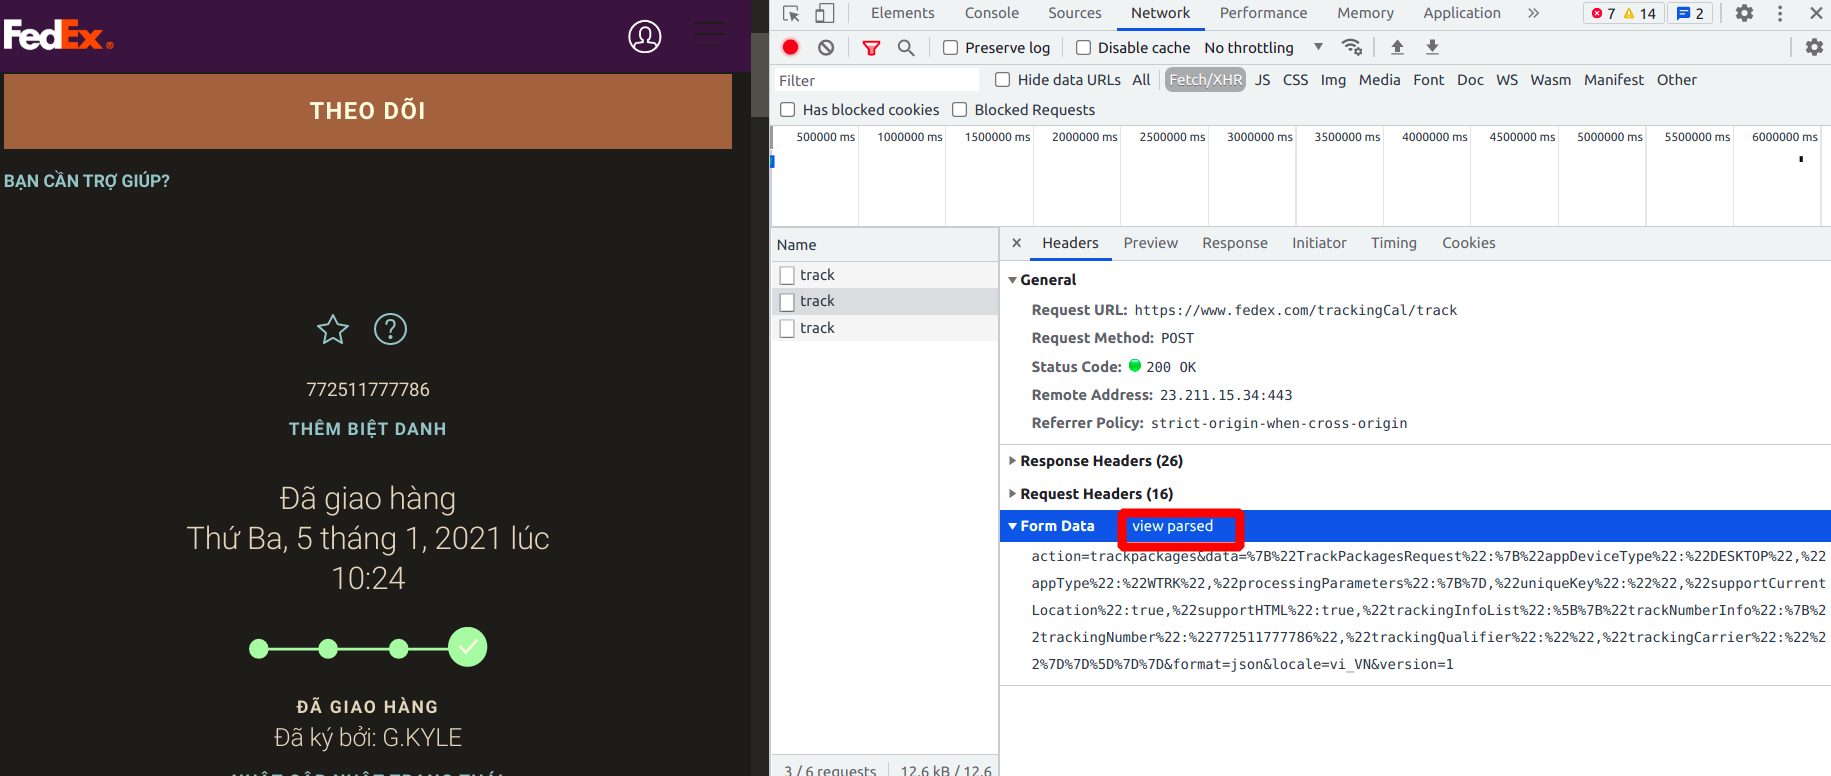 FedEx®
THEO DÕI
BẠN CẦN TRỢ GIÚP?
772511777786
THÊM BIỆT DANH
Đã giao hàng
Thứ Ba, 5 tháng 1, 2021 lúc
10:24
ĐÃ GIAO HÀNG
Đã ký bởi: G.KYLE
Elements Console Sources Network Performance Memory Application » 7 14 2
Preserve log Disable cache No throttling
Filter Hide data URLs All Fetch/XHR JS CSS Img Media Font Doc WS Wasm Manifest Other
Has blocked cookies Blocked Requests
500000 ms 1000000 ms 1500000 ms 2000000 ms 2500000 ms 3000000 ms 3500000 ms 4000000 ms 4500000 ms 5000000 ms 5500000 ms 6000000 ms
Name
track
track
track
3 / 6 requests 12.6 kB / 12.6
× Headers Preview Response Initiator Timing Cookies
General
Request URL: https://www.fedex.com/trackingCal/track
Request Method: POST
Status Code: 200 OK
Remote Address: 23.211.15.34:443
Referrer Policy: strict-origin-when-cross-origin
Response Headers (26)
Request Headers (16)
Form Data view parsed
action=trackpackages&data=%7B%22TrackPackagesRequest%22:%7B%22appDeviceType%22:%22DESKTOP%22,%22
appType%22:%22WTRK%22,%22processingParameters%22:%7B%7D,%22uniqueKey%22:%22%22,%22supportCurrent
Location%22:true,%22supportHTML%22:true,%22trackingInfoList%22:%5B%7B%22trackNumberInfo%22:%7B%2
2trackingNumber%22:%22772511777786%22,%22trackingQualifier%22:%22%22,%22trackingCarrier%22:%22%2
2%7D%7D%5D%7D%7D&format=json&locale=vi_VN&version=1